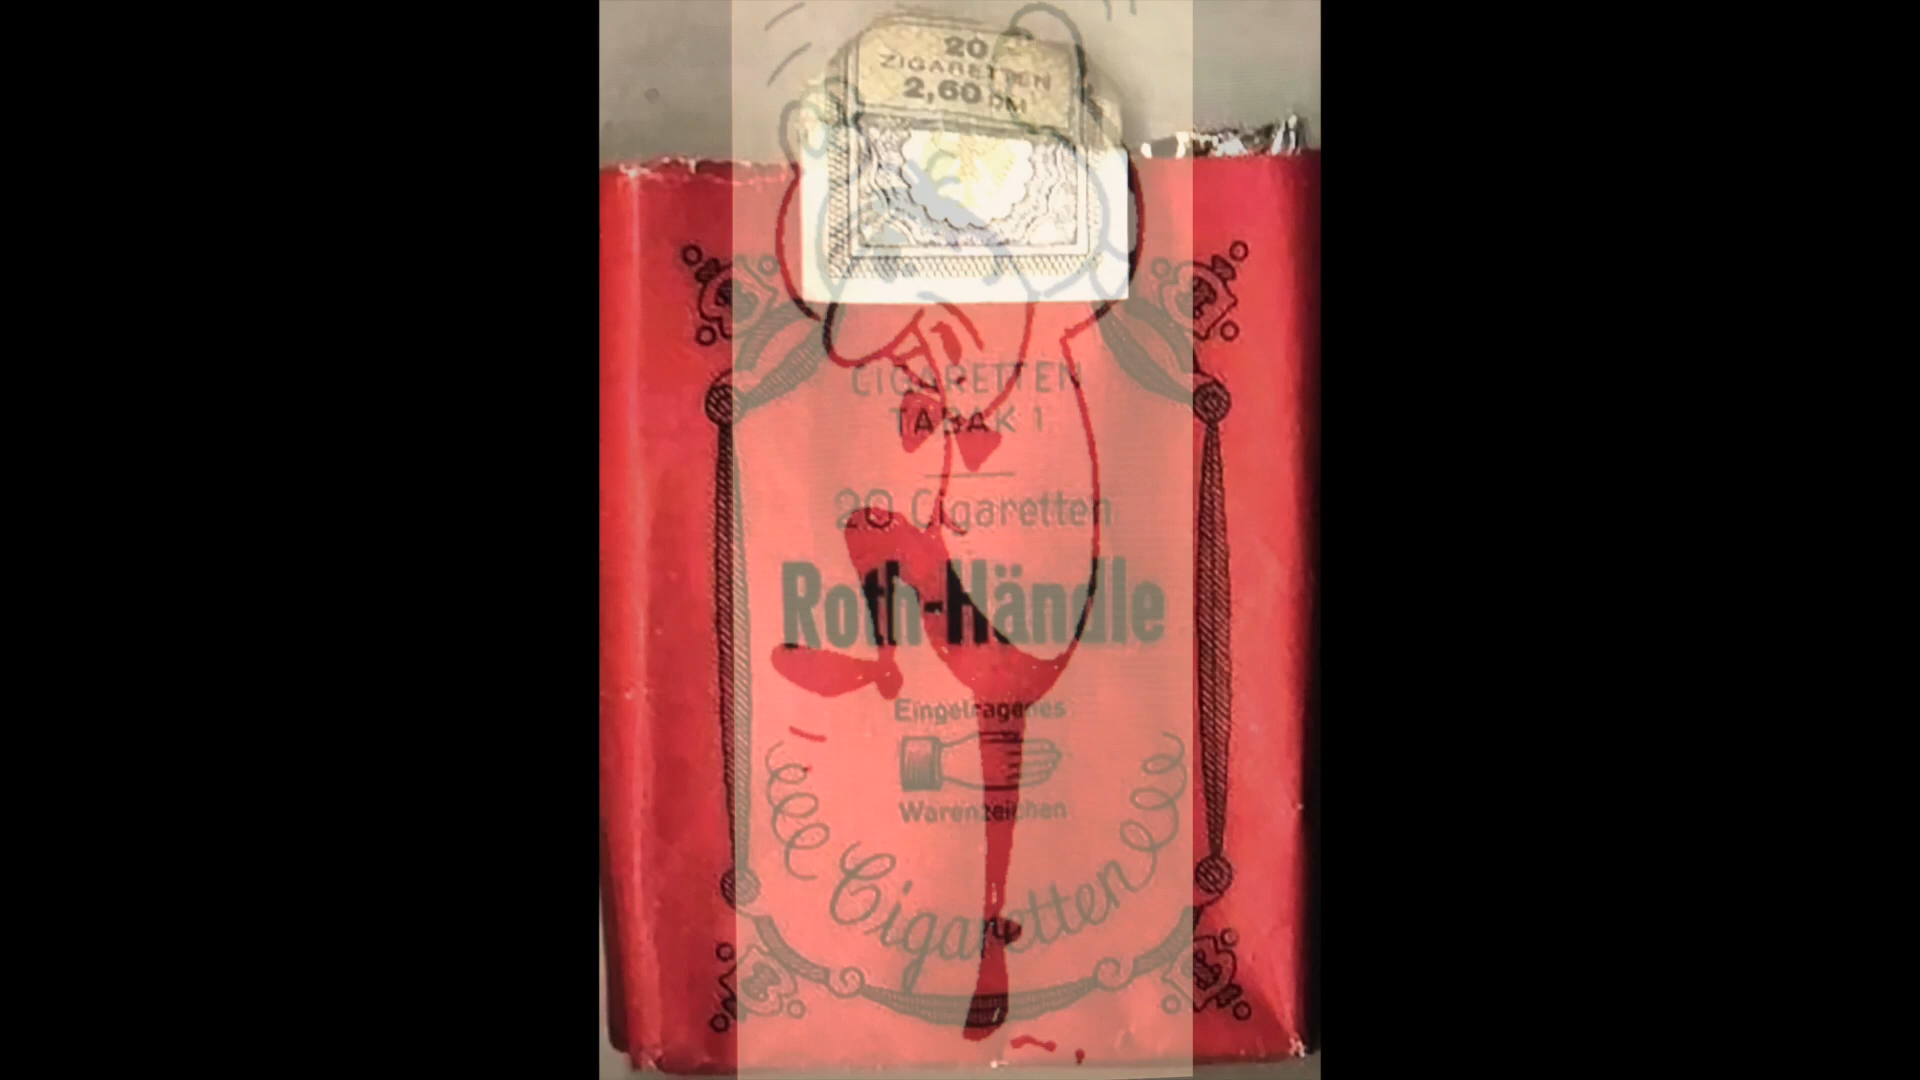 20
ZIGARETTEN
2,60 DM
CIGARETTEN
TABAK 1
20 Cigaretten
Roth-Händle
Eingetragenes
Warenzeichen
Cigaretten